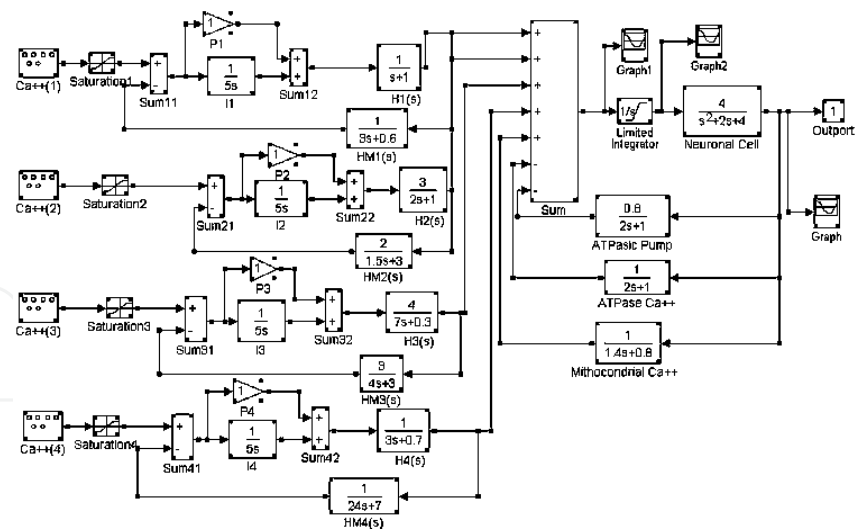 1
P1
Ca++(1)
Saturation1
Sum11
1
5s
I1
Sum12
1
s+1
H1(s)
1
9s+0.6
HM1(s)
1
P2
Ca++(2)
Saturation2
Sum21
1
5s
I2
Sum22
3
2s+1
H2(s)
2
1.5s+3
HM2(s)
1
P3
Ca++(3)
Saturation3
Sum31
1
5s
I3
Sum32
4
7s+0.3
H3(s)
9
4s+3
HM3(s)
1
P4
Ca++(4)
Saturation4
Sum41
1
5s
I4
Sum42
1
3s+0.7
H4(s)
1
24s+7
HM4(s)
Sum
Graph1
Graph2
1/s
Limited
Integrator
4
s2+2s+4
Neuronal Cell
1
Outport
Graph
0.8
2s+1
ATPasic Pump
1
2s+1
ATPase Ca++
1
1.4s+0.8
Mithocondrial Ca++